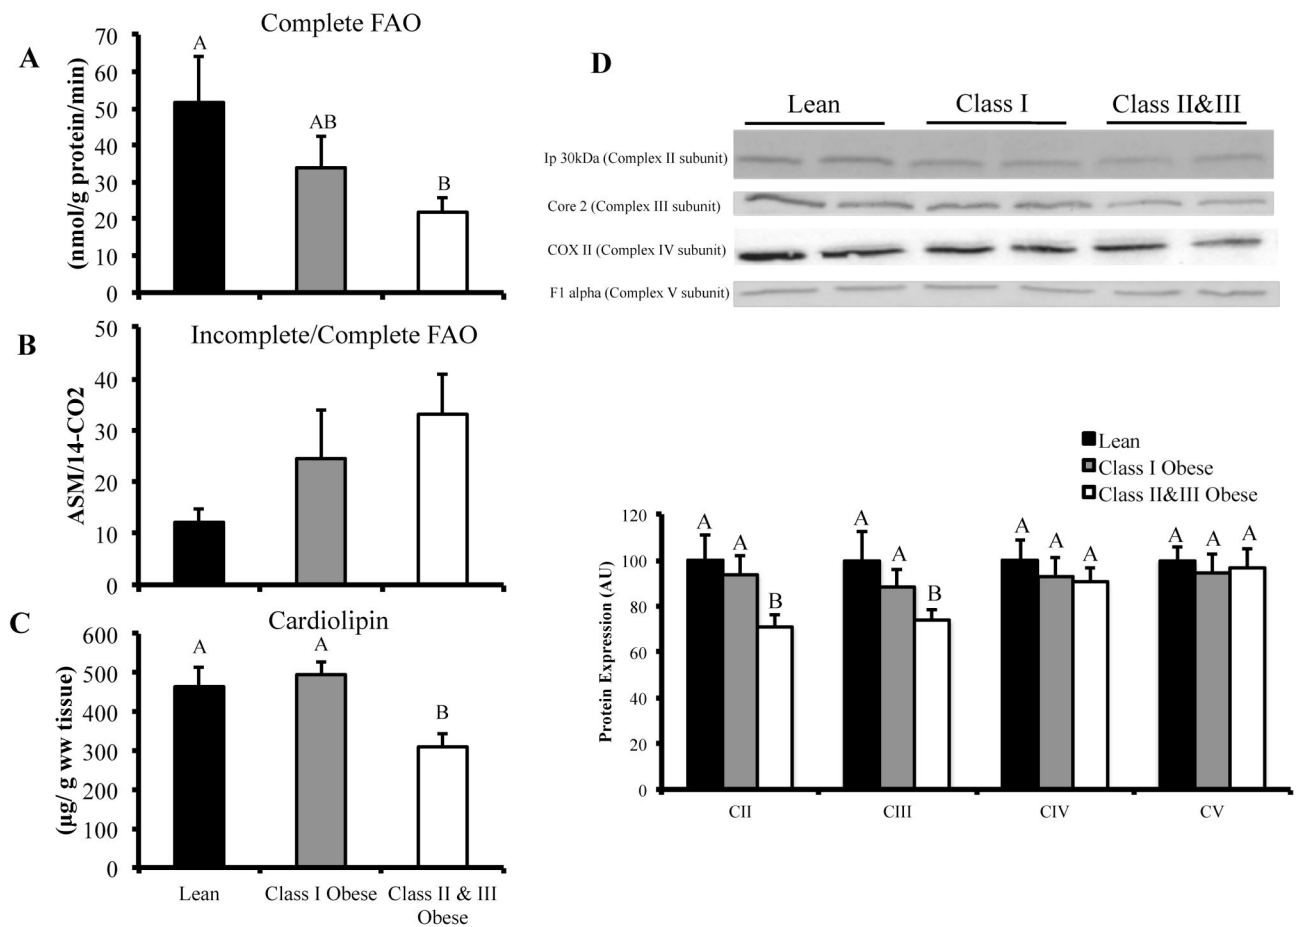 A
Complete FAO
(nmol/g protein/min)
70
60
50
40
30
20
10
0
A
AB
B
B
Incomplete/Complete FAO
ASM/14-CO2
50
40
30
20
10
0
C
Cardiolipin
(µg/ g ww tissue)
600
500
400
300
200
100
0
A
A
B
Lean
Class I Obese
Class II & III
Obese
D
Lean
Class I
Class II&III
Ip 30kDa (Complex II subunit)
Core 2 (Complex III subunit)
COX II (Complex IV subunit)
F1 alpha (Complex V subunit)
Lean
Class I Obese
Class II&III Obese
Protein Expression (AU)
120
100
80
60
40
20
0
A
A
B
A
A
B
A
A
A
A
A
A
CII
CIII
CIV
CV